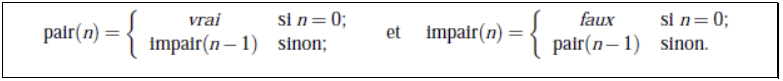 pair(n) = { vrai si n = 0; impair(n − 1) sinon; et impair(n) = { faux si n = 0; pair(n − 1) sinon.